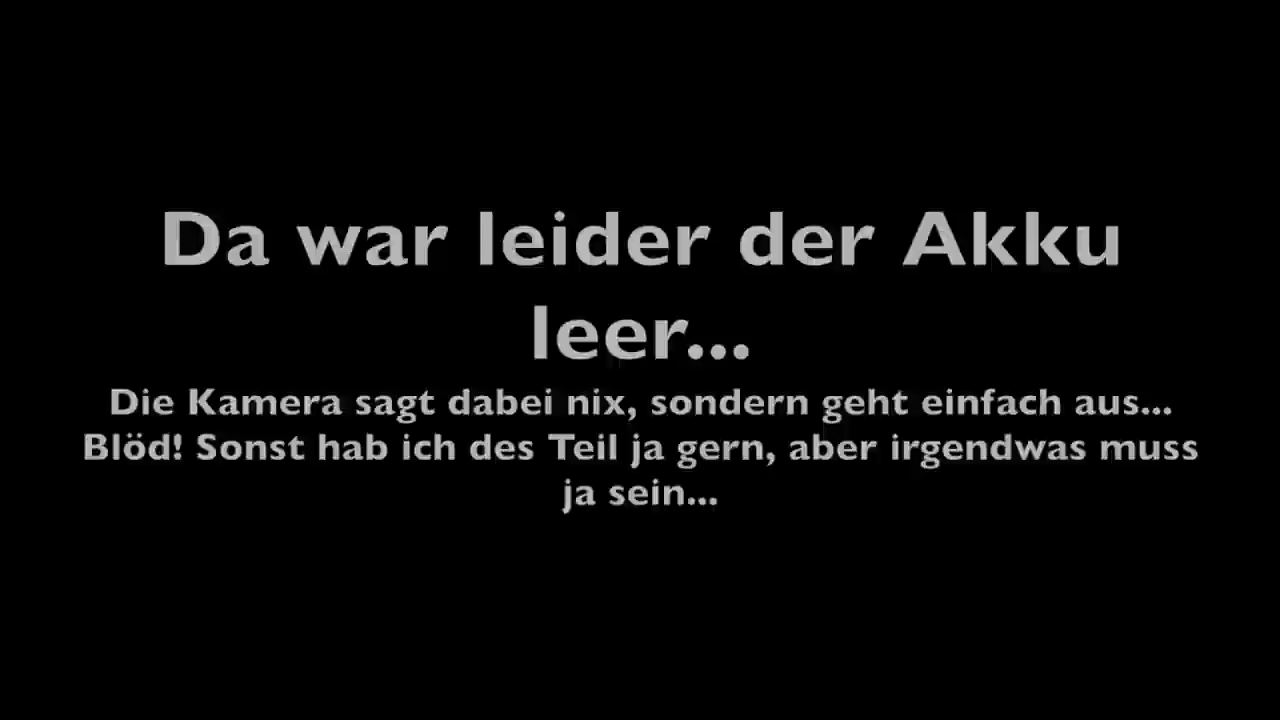 Da war leider der Akku
leer...
Die Kamera sagt dabei nix, sondern geht einfach aus...
Blöd! Sonst hab ich des Teil ja gern, aber irgendwas muss
ja sein...